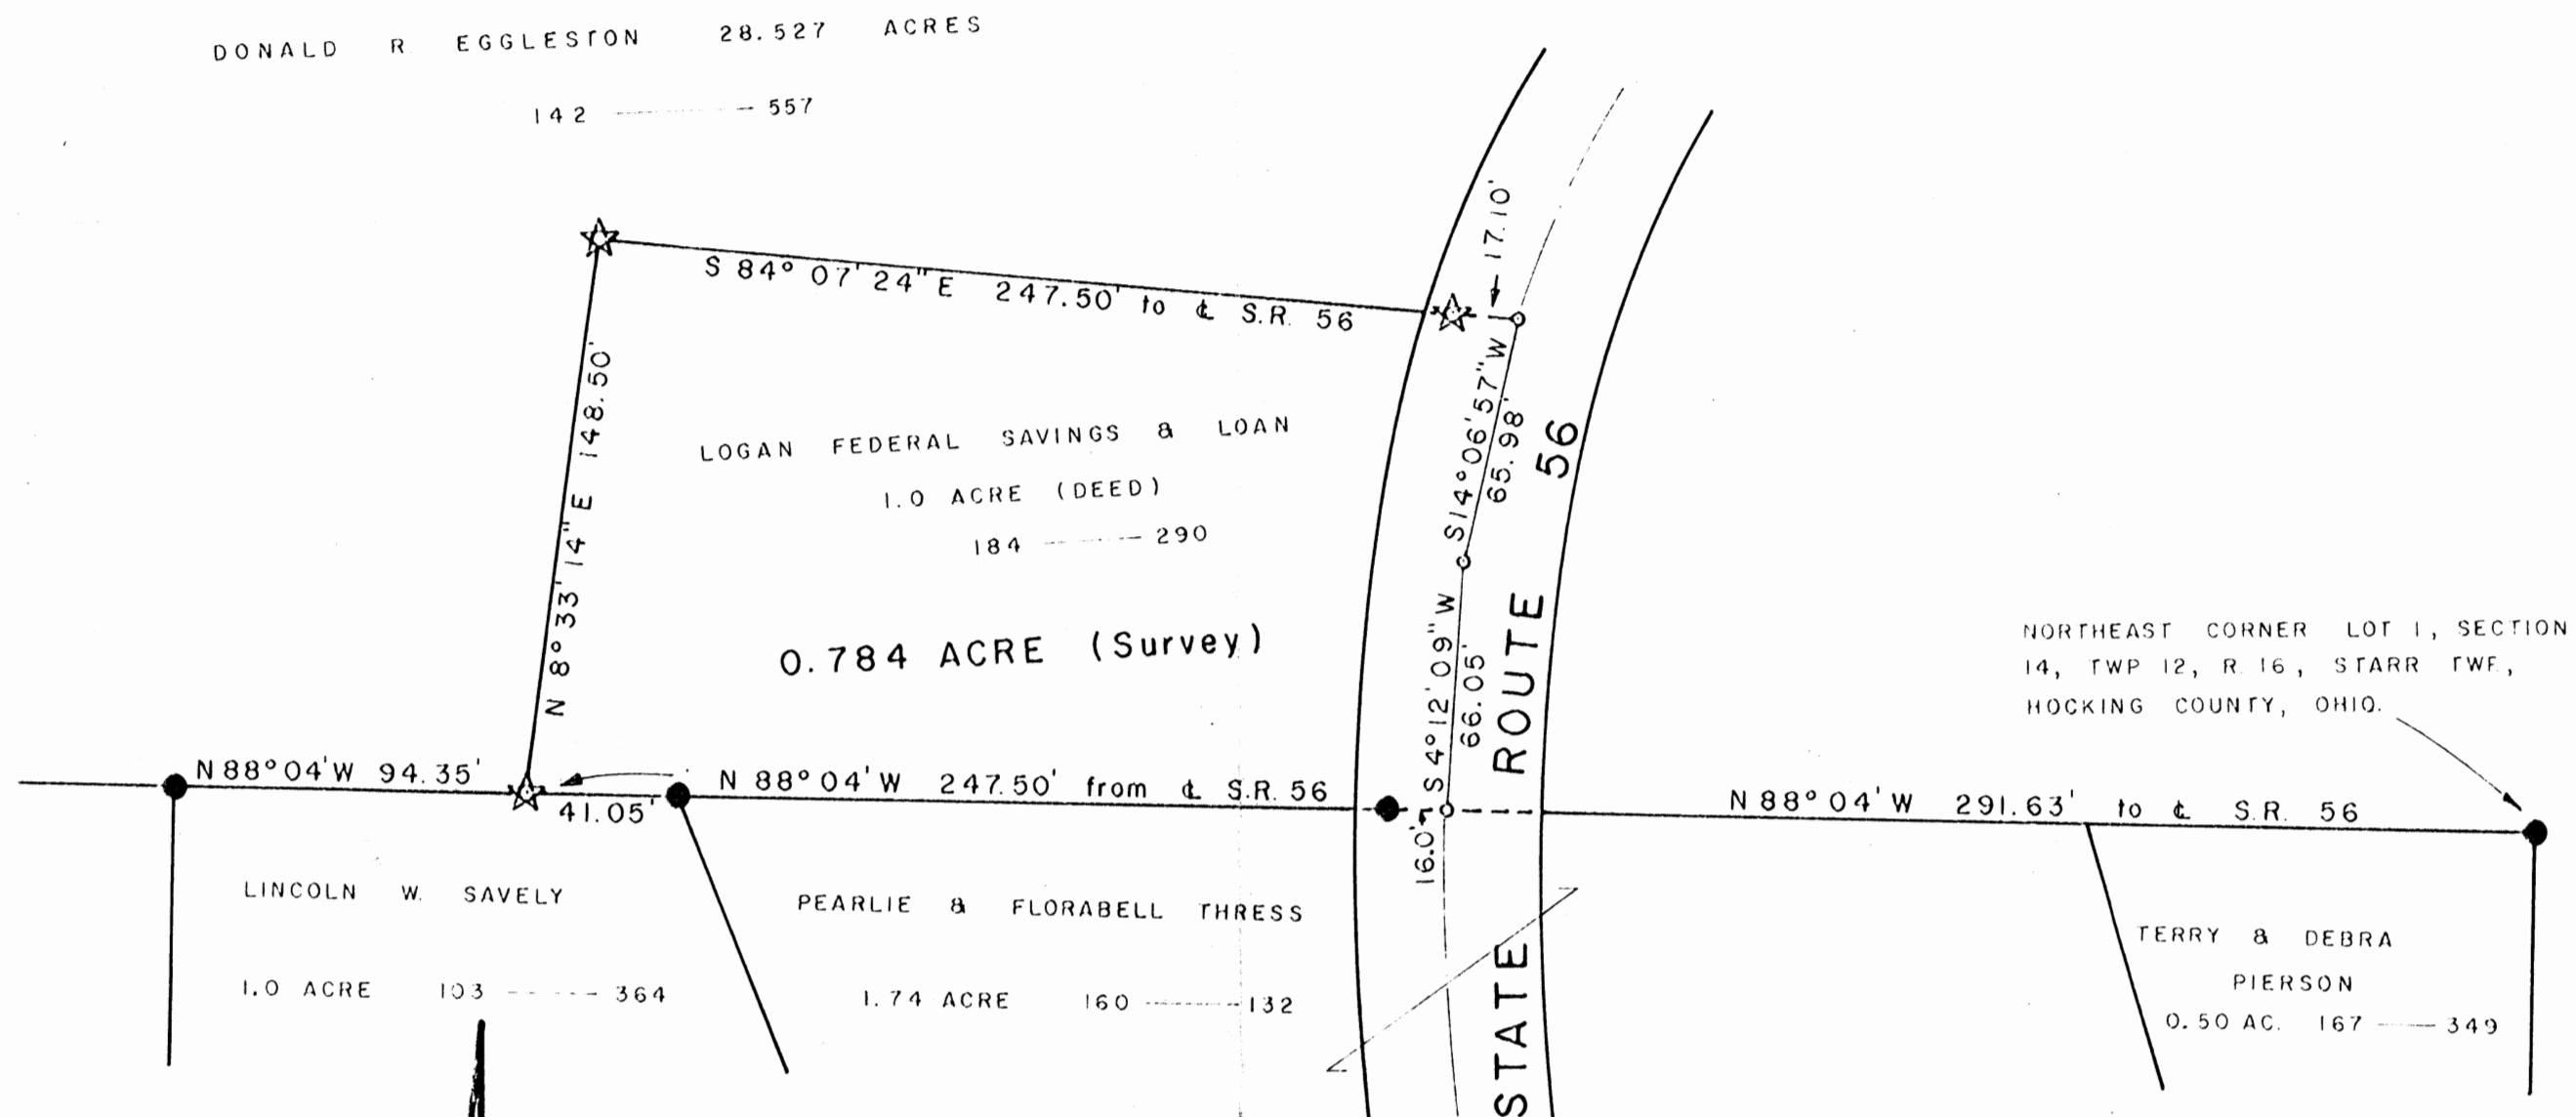 DONALD R. EGGLESTON 28.527 ACRES
142 — 557
17.10'
S 84° 07' 24" E 247.50' to ℄ S.R. 56
N 8° 33' 14" E 148.50'
S 14° 06' 57" W
65.98'
LOGAN FEDERAL SAVINGS & LOAN
1.0 ACRE (DEED)
184 — 290
0.784 ACRE (Survey)
S 4° 12' 09" W
66.05'
STATE ROUTE 56
NORTHEAST CORNER LOT 1, SECTION
14, TWP 12, R. 16, STARR TWP.,
HOCKING COUNTY, OHIO.
N 88° 04' W 94.35'
41.05'
N 88° 04' W 247.50' from ℄ S.R. 56
16.0'
N 88° 04' W 291.63' to ℄ S.R. 56
LINCOLN W. SAVELY
1.0 ACRE 103 — 364
PEARLIE & FLORABELL THRESS
1.74 ACRE 160 — 132
TERRY & DEBRA
PIERSON
0.50 AC. 167 — 349